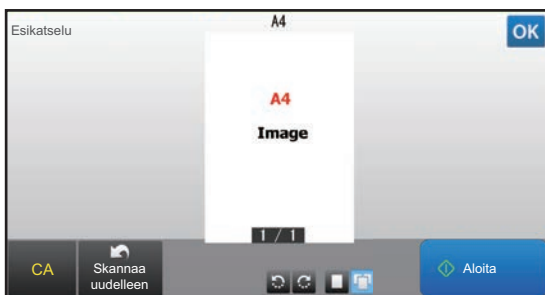 Esikatselu
A4
OK
A4
Image
1 / 1
CA
Skannaa
uudelleen
Aloita